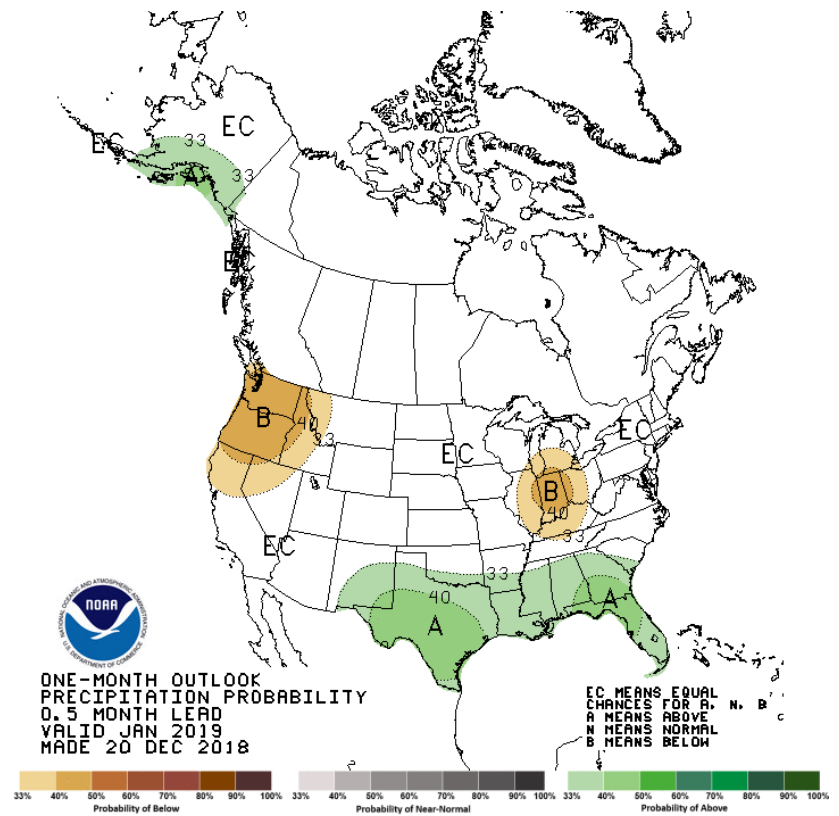 EC
33
EC
33
A
E
B
40
33
EC
EC
B
40
33
EC
33
40
A
A
NATIONAL OCEANIC AND ATMOSPHERIC ADMINISTRATION
NOAA
U.S. DEPARTMENT OF COMMERCE
ONE-MONTH OUTLOOK
PRECIPITATION PROBABILITY
0.5 MONTH LEAD
VALID JAN 2019
MADE 20 DEC 2018
EC MEANS EQUAL
CHANCES FOR A, N, B
A MEANS ABOVE
N MEANS NORMAL
B MEANS BELOW
33% 40% 50% 60% 70% 80% 90% 100%
Probability of Below
33% 40% 50% 60% 70% 80% 90% 100%
Probability of Near-Normal
33% 40% 50% 60% 70% 80% 90% 100%
Probability of Above